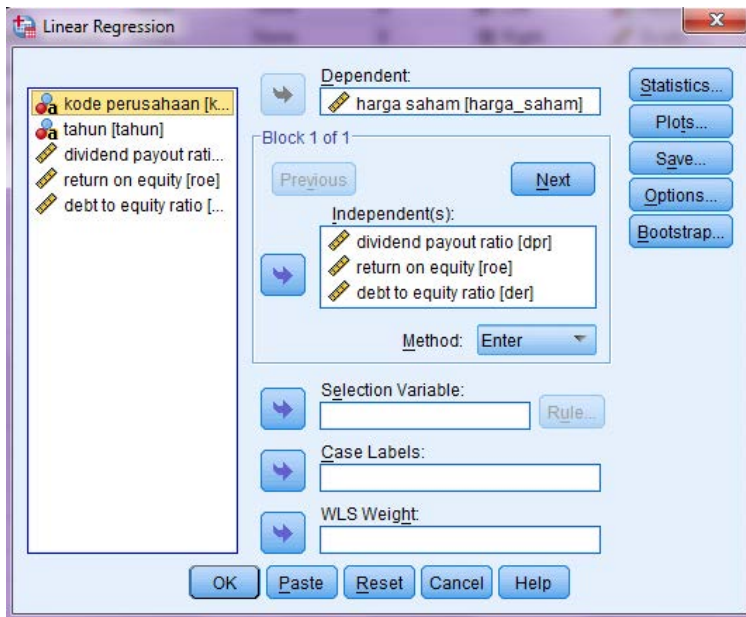 Linear Regression
kode perusahaan [k...
tahun [tahun]
dividend payout rati...
return on equity [roe]
debt to equity ratio [...
Dependent:
harga saham [harga_saham]
Block 1 of 1
Previous
Next
Independent(s):
dividend payout ratio [dpr]
return on equity [roe]
debt to equity ratio [der]
Method: Enter
Selection Variable:
Rule...
Case Labels:
WLS Weight:
Statistics...
Plots...
Save...
Options...
Bootstrap...
OK Paste Reset Cancel Help